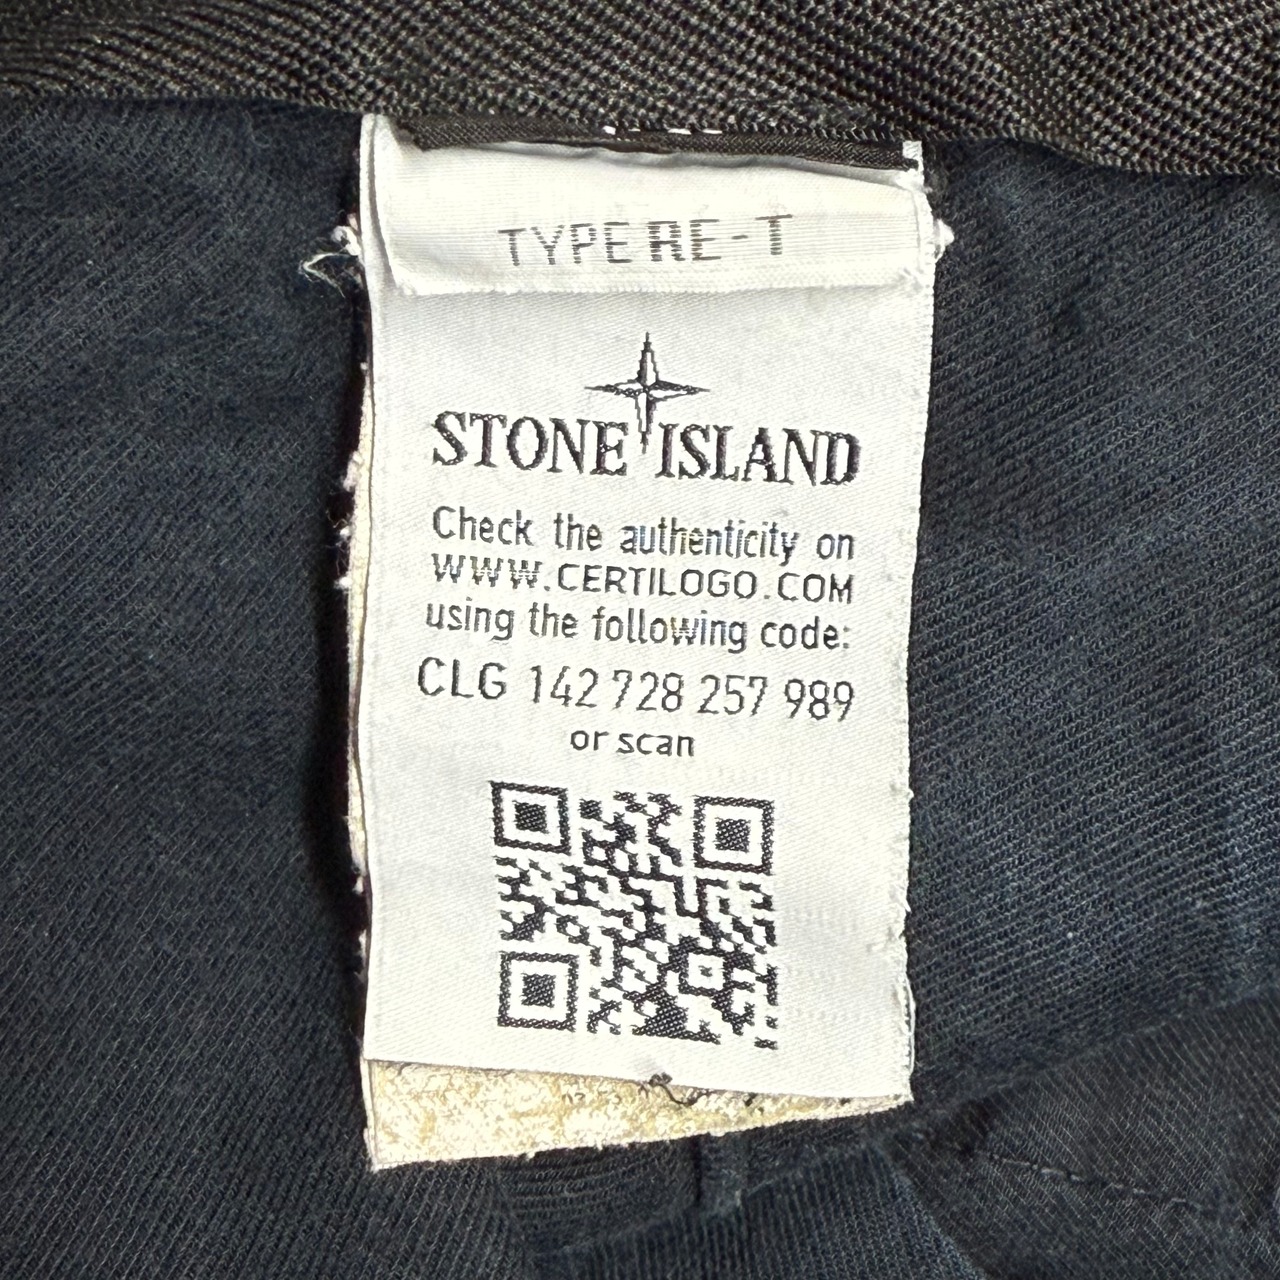 TYPE RE-T
STONE ISLAND
Check the authenticity on
WWW.CERTILOGO.COM
using the following code:
CLG 142 728 257 989
or scan